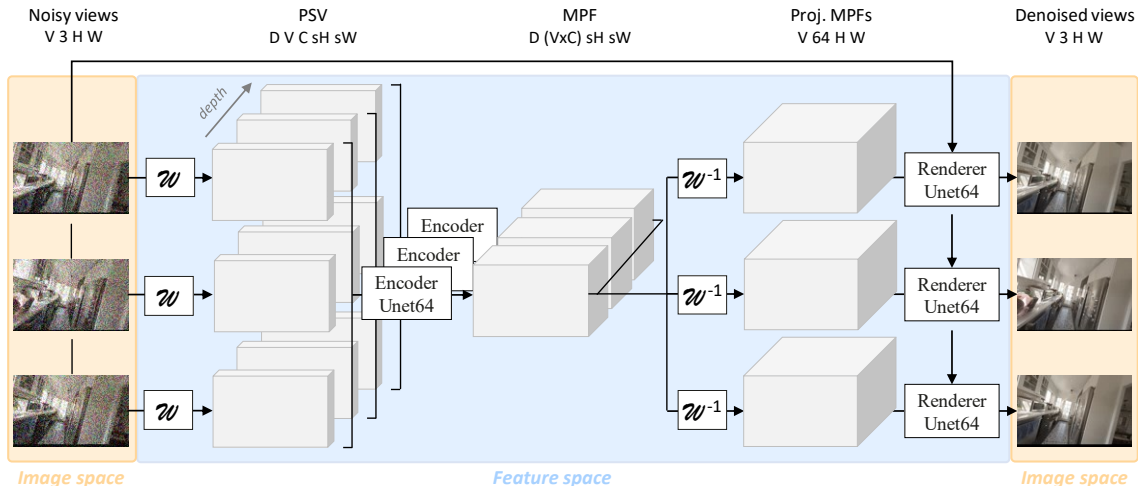 Noisy views
V 3 H W
PSV
D V C sH sW
MPF
D (VxC) sH sW
Proj. MPFs
V 64 H W
Denoised views
V 3 H W
depth
𝒲
𝒲
𝒲
Encoder
Encoder
Encoder
Unet64
𝒲-1
𝒲-1
𝒲-1
Renderer
Unet64
Renderer
Unet64
Renderer
Unet64
Image space
Feature space
Image space